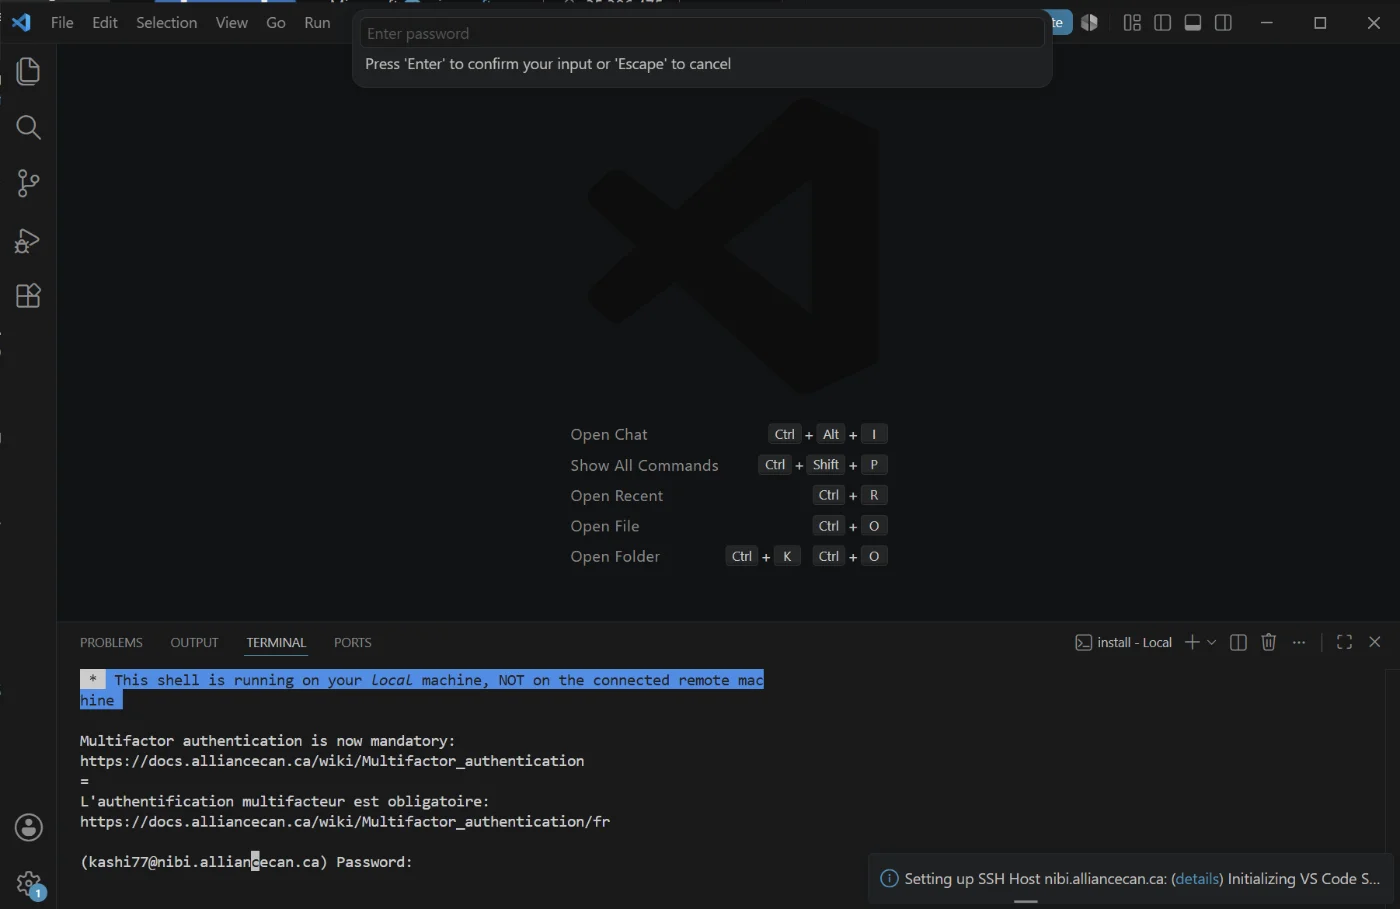 File Edit Selection View Go Run
Enter password
Press 'Enter' to confirm your input or 'Escape' to cancel
Open Chat Ctrl + Alt + I
Show All Commands Ctrl + Shift + P
Open Recent Ctrl + R
Open File Ctrl + O
Open Folder Ctrl + K Ctrl + O
PROBLEMS OUTPUT TERMINAL PORTS
install - Local
* This shell is running on your local machine, NOT on the connected remote mac
hine
Multifactor authentication is now mandatory:
https://docs.alliancecan.ca/wiki/Multifactor_authentication
=
L'authentification multifacteur est obligatoire:
https://docs.alliancecan.ca/wiki/Multifactor_authentication/fr
(kashi77@nibi.alliancecan.ca) Password:
Setting up SSH Host nibi.alliancecan.ca: (details) Initializing VS Code S...
1